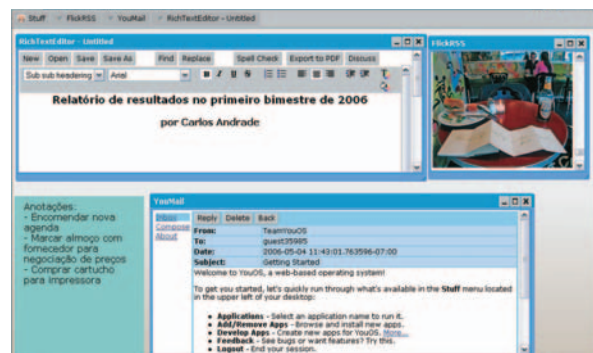 Stuff FlickRSS YouMail RichTextEditor - Untitled
RichTextEditor - Untitled
New Open Save Save As Find Replace Spell Check Export to PDF Discuss
Sub sub heading Arial B I U S
Relatório de resultados no primeiro bimestre de 2006
por Carlos Andrade
FlickRSS
Anotações:
- Encomendar nova
agenda
- Marcar almoço com
fornecedor para
negociação de preços
- Comprar cartucho
para impressora
YouMail
Inbox
Compose
About
Reply Delete Back
From: TeamYouOS
To: guest35985
Date: 2006-05-04 11:43:01.763596-07:00
Subject: Getting Started
Welcome to YouOS, a web-based operating system!
To get you started, let's quickly run through what's available in the Stuff menu located
in the upper left of your desktop:
• Applications - Select an application name to run it.
• Add/Remove Apps - Browse and install new apps.
• Develop Apps - Create new apps for YouOS. More...
• Feedback - See bugs or want features? Try this.
• Logout - End your session.